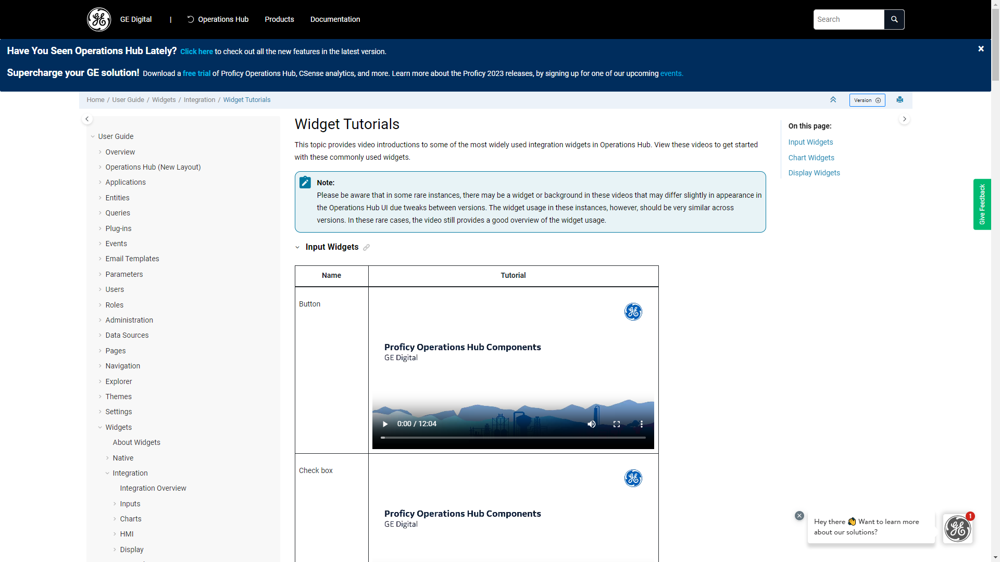 GE Digital | Operations Hub Products Documentation Search
Have You Seen Operations Hub Lately? Click here to check out all the new features in the latest version.
Supercharge your GE solution! Download a free trial of Proficy Operations Hub, CSense analytics, and more. Learn more about the Proficy 2023 releases, by signing up for one of our upcoming events.
Home / User Guide / Widgets / Integration / Widget Tutorials
Version
User Guide
Overview
Operations Hub (New Layout)
Applications
Entities
Queries
Plug-ins
Events
Email Templates
Parameters
Users
Roles
Administration
Data Sources
Pages
Navigation
Explorer
Themes
Settings
Widgets
About Widgets
Native
Integration
Integration Overview
Inputs
Charts
HMI
Display
Widget Tutorials
This topic provides video introductions to some of the most widely used integration widgets in Operations Hub. View these videos to get started
with these commonly used widgets.
Note:
Please be aware that in some rare instances, there may be a widget or background in these videos that may differ slightly in appearance in
the Operations Hub UI due tweaks between versions. The widget usage in these instances, however, should be very similar across
versions. In these rare cases, the video still provides a good overview of the widget usage.
Input Widgets
Name Tutorial
Button
Proficy Operations Hub Components
GE Digital
0:00 / 12:04
Check box
Proficy Operations Hub Components
GE Digital
On this page:
Input Widgets
Chart Widgets
Display Widgets
Give Feedback
Hey there 👏 Want to learn more
about our solutions?
1